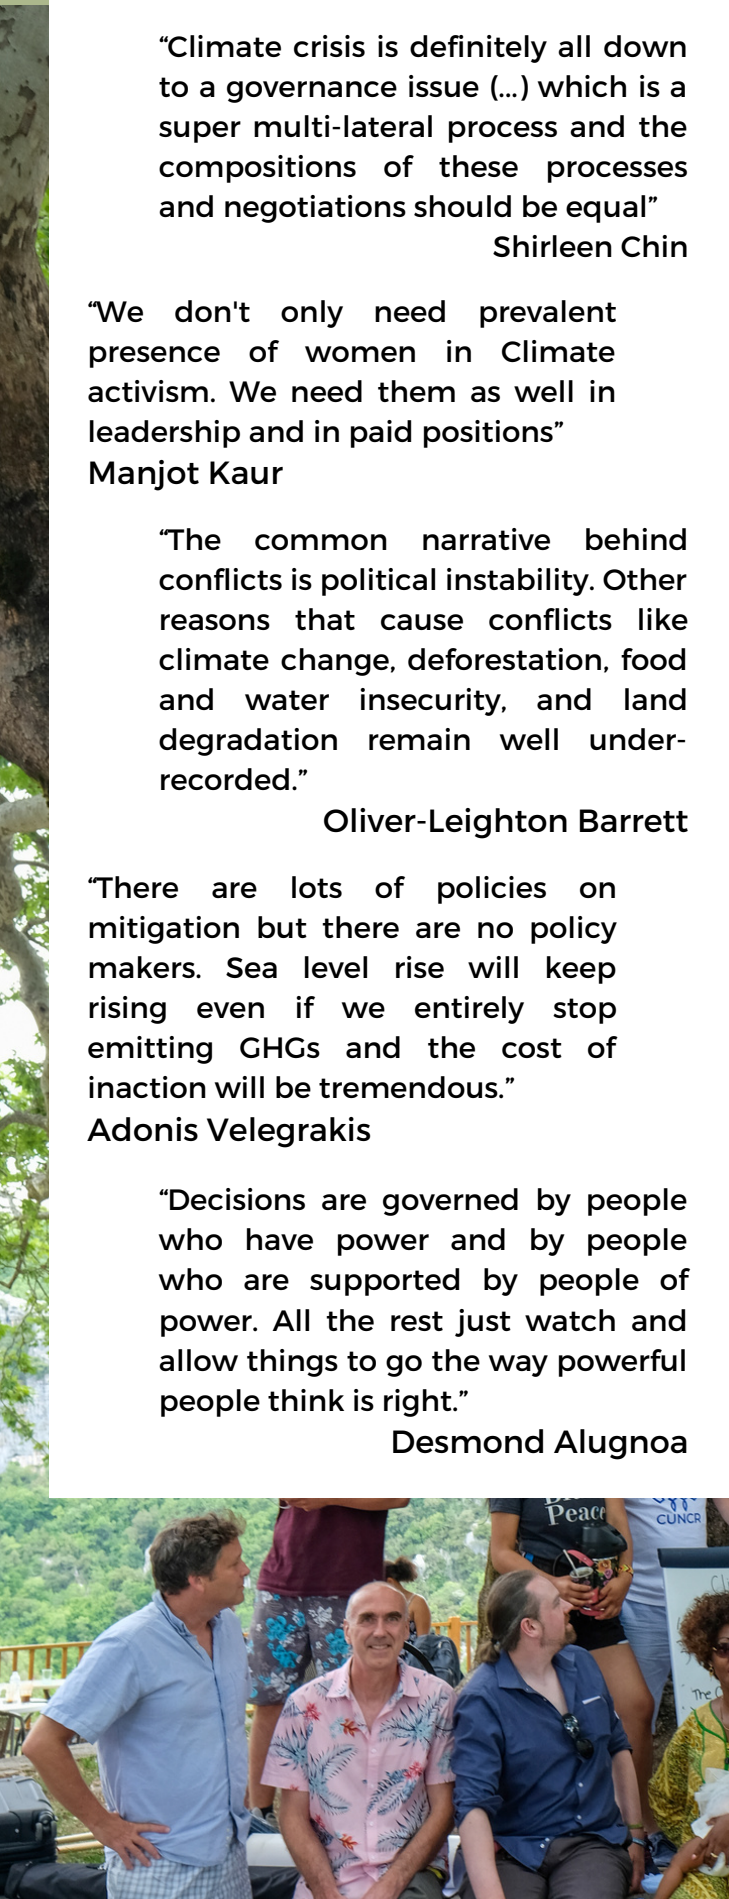 “Climate crisis is definitely all down
to a governance issue (...) which is a
super multi-lateral process and the
compositions of these processes
and negotiations should be equal”
Shirleen Chin
“We don't only need prevalent
presence of women in Climate
activism. We need them as well in
leadership and in paid positions”
Manjot Kaur
“The common narrative behind
conflicts is political instability. Other
reasons that cause conflicts like
climate change, deforestation, food
and water insecurity, and land
degradation remain well under-
recorded.”
Oliver-Leighton Barrett
“There are lots of policies on
mitigation but there are no policy
makers. Sea level rise will keep
rising even if we entirely stop
emitting GHGs and the cost of
inaction will be tremendous.”
Adonis Velegrakis
“Decisions are governed by people
who have power and by people
who are supported by people of
power. All the rest just watch and
allow things to go the way powerful
people think is right.”
Desmond Alugnoa
Peace
CUNCR
The